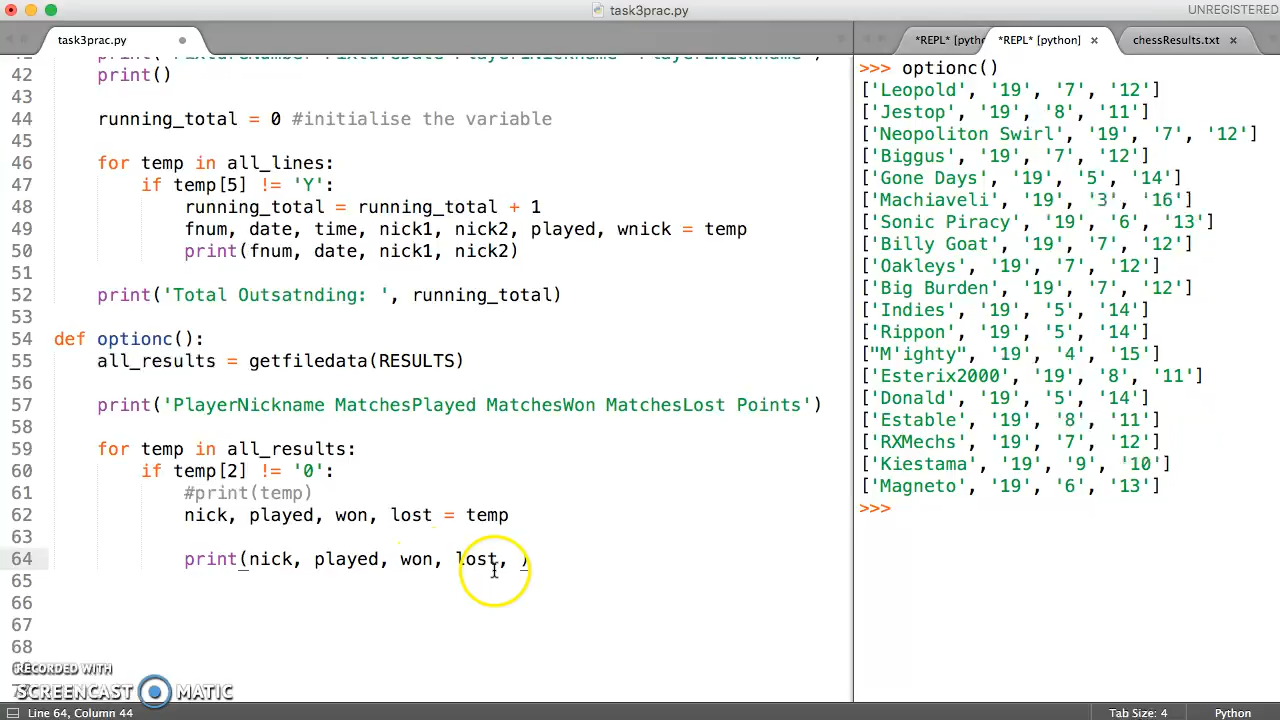 task3prac.py
UNREGISTERED
task3prac.py
*REPL* [pyth
*REPL* [python]
chessResults.txt
42 print()
43
44 running_total = 0 #initialise the variable
45
46 for temp in all_lines:
47 if temp[5] != 'Y':
48 running_total = running_total + 1
49 fnum, date, time, nick1, nick2, played, wnick = temp
50 print(fnum, date, nick1, nick2)
51
52 print('Total Outsatnding: ', running_total)
53
54 def optionc():
55 all_results = getfiledata(RESULTS)
56
57 print('PlayerNickname MatchesPlayed MatchesWon MatchesLost Points')
58
59 for temp in all_results:
60 if temp[2] != '0':
61 #print(temp)
62 nick, played, won, lost = temp
63
64 print(nick, played, won, lost, )
65
66
67
68
>>> optionc()
['Leopold', '19', '7', '12']
['Jestop', '19', '8', '11']
['Neopoliton Swirl', '19', '7', '12']
['Biggus', '19', '7', '12']
['Gone Days', '19', '5', '14']
['Machiaveli', '19', '3', '16']
['Sonic Piracy', '19', '6', '13']
['Billy Goat', '19', '7', '12']
['Oakleys', '19', '7', '12']
['Big Burden', '19', '7', '12']
['Indies', '19', '5', '14']
['Rippon', '19', '5', '14']
["M'ighty", '19', '4', '15']
['Esterix2000', '19', '8', '11']
['Donald', '19', '5', '14']
['Estable', '19', '8', '11']
['RXMechs', '19', '7', '12']
['Kiestama', '19', '9', '10']
['Magneto', '19', '6', '13']
>>>
RECORDED WITH
SCREENCAST MATIC
Line 64, Column 44
Tab Size: 4
Python